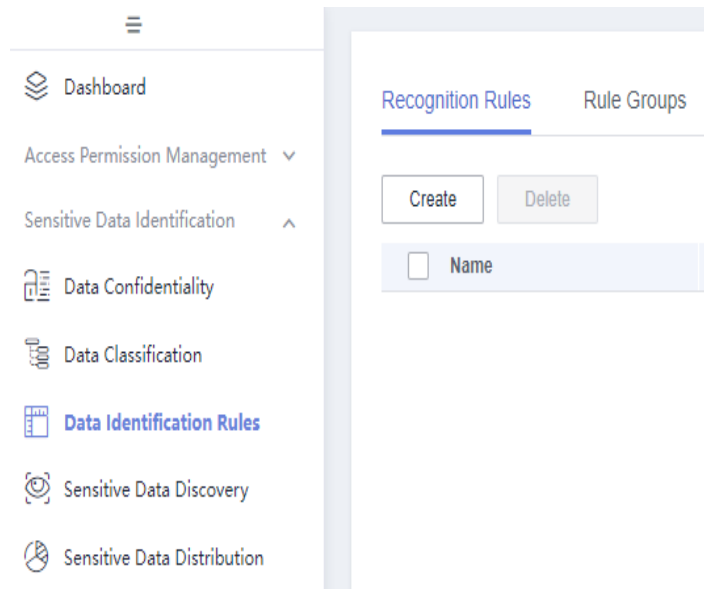 Dashboard
Access Permission Management
Sensitive Data Identification
Data Confidentiality
Data Classification
Data Identification Rules
Sensitive Data Discovery
Sensitive Data Distribution
Recognition Rules Rule Groups
Create Delete
Name